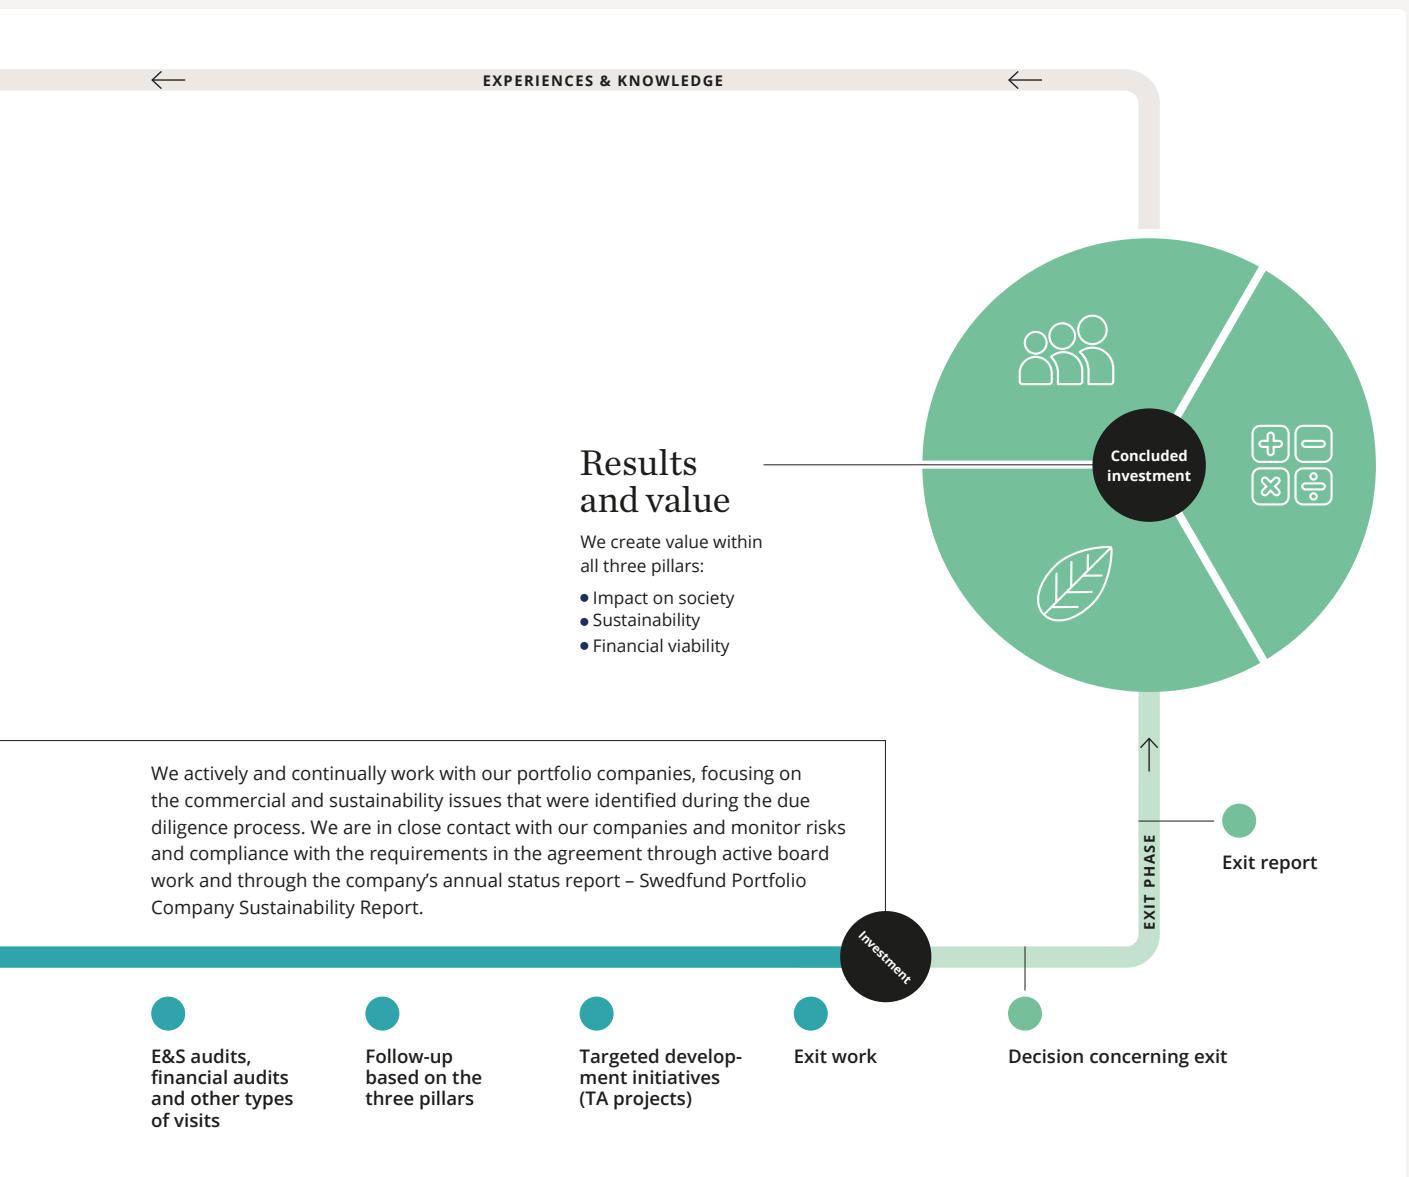 EXPERIENCES & KNOWLEDGE
Concluded
investment
Results
and value
We create value within
all three pillars:
• Impact on society
• Sustainability
• Financial viability
We actively and continually work with our portfolio companies, focusing on
the commercial and sustainability issues that were identified during the due
diligence process. We are in close contact with our companies and monitor risks
and compliance with the requirements in the agreement through active board
work and through the company’s annual status report – Swedfund Portfolio
Company Sustainability Report.
EXIT PHASE
Exit report
Investment
E&S audits,
financial audits
and other types
of visits
Follow-up
based on the
three pillars
Targeted develop-
ment initiatives
(TA projects)
Exit work
Decision concerning exit